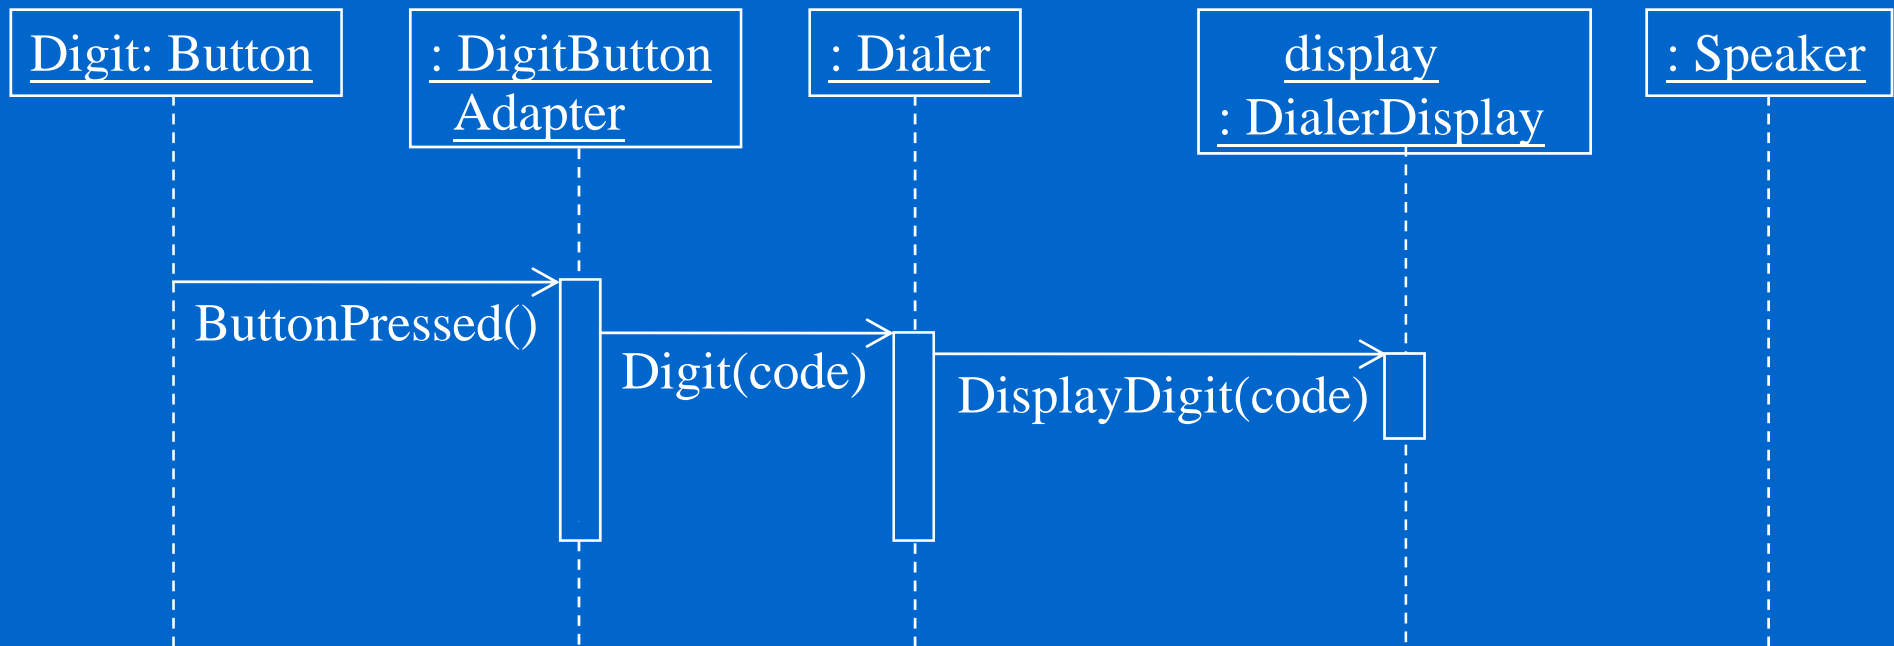 Digit: Button
: DigitButton
Adapter
: Dialer
display
: DialerDisplay
: Speaker
ButtonPressed()
Digit(code)
DisplayDigit(code)